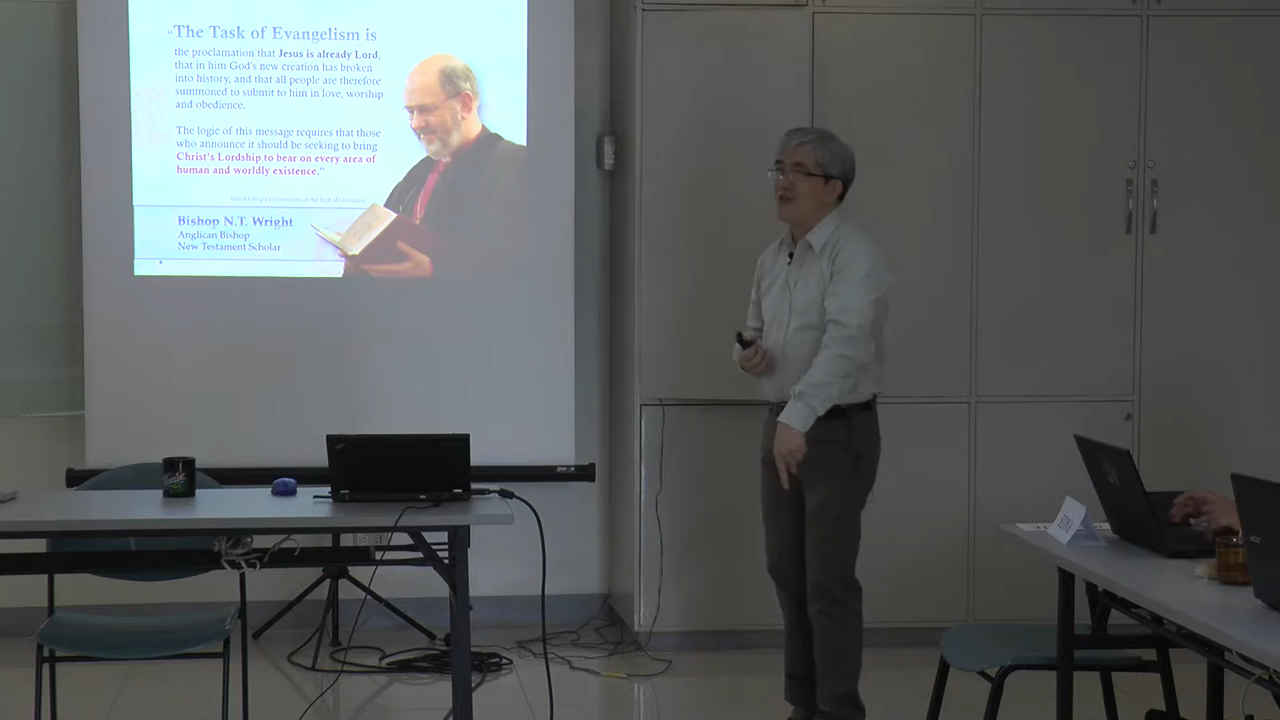 "The Task of Evangelism is
the proclamation that Jesus is already Lord,
that in him God's new creation has broken
into history, and that all people are therefore
summoned to submit to him in love, worship
and obedience.
The logic of this message requires that those
who announce it should be seeking to bring
Christ's Lordship to bear on every area of
human and worldly existence."
Bishop N.T. Wright
Anglican Bishop
New Testament Scholar